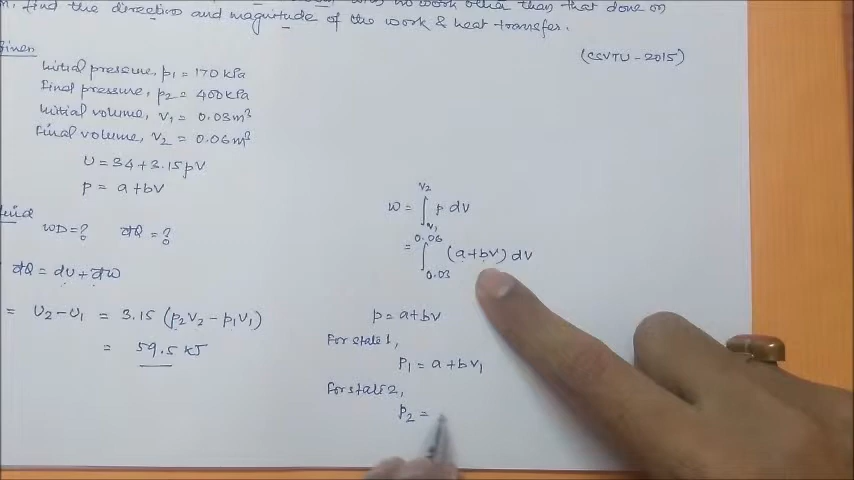 find the direction and magnitude of the work & heat transfer.
(CSVTU - 2015)
Given
Initial pressure, p1 = 170 kPa
Final pressure, p2 = 400 kPa
Initial volume, V1 = 0.03 m³
Final volume, V2 = 0.06 m³
U = 34 + 3.15 pV
p = a + bV
Find
WD = ? đQ = ?
đQ = dU + đW
= U2 - U1 = 3.15 (p2V2 - p1V1)
= 59.5 kJ
W = ∫ V1 V2 p dV
= ∫ 0.03 0.06 (a + bV) dV
p = a + bV
For state 1,
P1 = a + bV1
For state 2,
p2 =